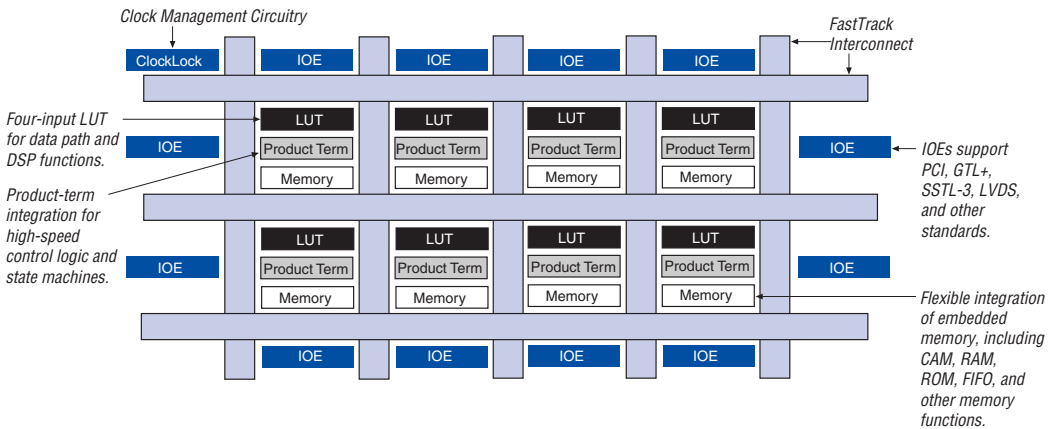 Clock Management Circuitry
FastTrack
Interconnect
ClockLock
IOE
IOE
IOE
IOE
Four-input LUT
for data path and
DSP functions.
LUT
LUT
LUT
LUT
IOE
Product Term
Product Term
Product Term
Product Term
IOE
IOEs support
PCI, GTL+,
SSTL-3, LVDS,
and other
standards.
Memory
Memory
Memory
Memory
Product-term
integration for
high-speed
control logic and
state machines.
LUT
LUT
LUT
LUT
IOE
Product Term
Product Term
Product Term
Product Term
IOE
Memory
Memory
Memory
Memory
Flexible integration
of embedded
memory, including
CAM, RAM,
ROM, FIFO, and
other memory
functions.
IOE
IOE
IOE
IOE